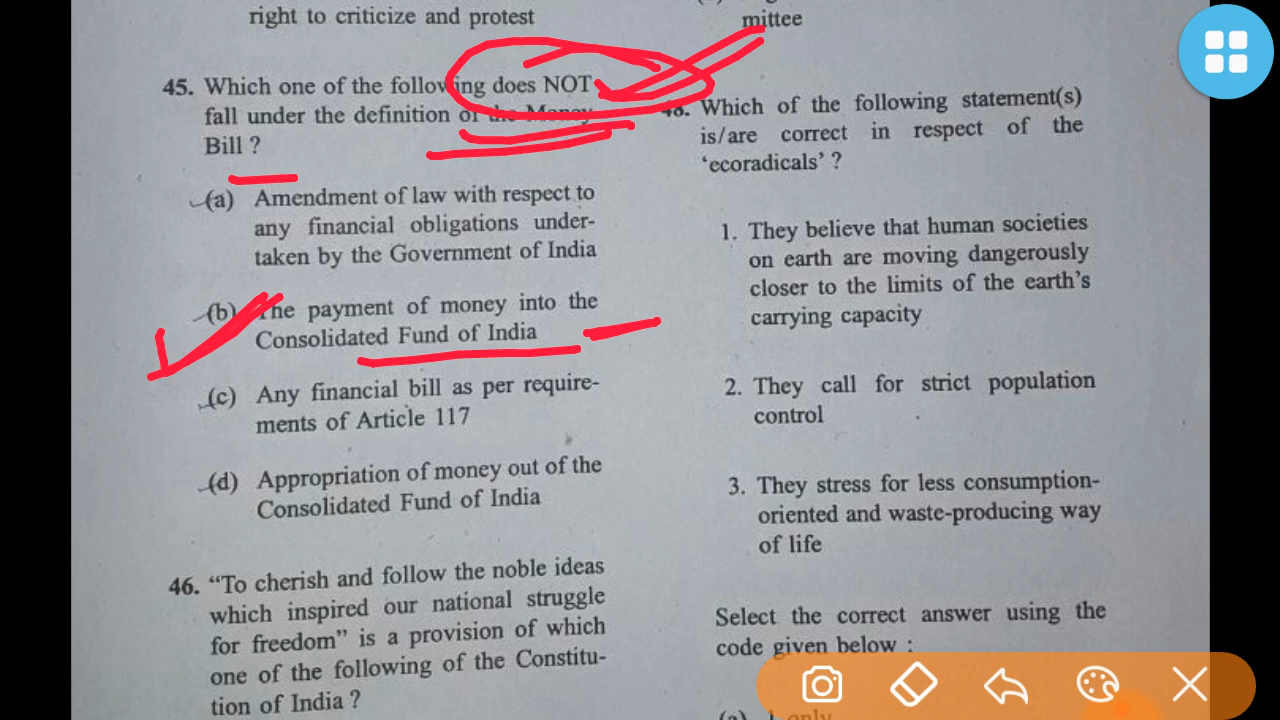 right to criticize and protest
45. Which one of the following does NOT
fall under the definition of the Money
Bill ?
(a) Amendment of law with respect to
any financial obligations under-
taken by the Government of India
(b) The payment of money into the
Consolidated Fund of India
(c) Any financial bill as per require-
ments of Article 117
(d) Appropriation of money out of the
Consolidated Fund of India
46. “To cherish and follow the noble ideas
which inspired our national struggle
for freedom” is a provision of which
one of the following of the Constitu-
tion of India ?
mittee
48. Which of the following statement(s)
is/are correct in respect of the
‘ecoradicals’ ?
1. They believe that human societies
on earth are moving dangerously
closer to the limits of the earth’s
carrying capacity
2. They call for strict population
control
3. They stress for less consumption-
oriented and waste-producing way
of life
Select the correct answer using the
code given below :
only